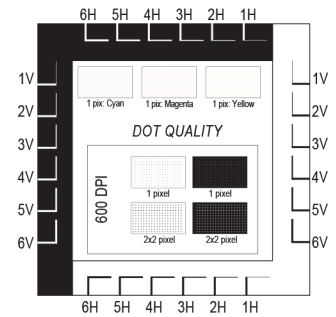 6H 5H 4H 3H 2H 1H
1V 1V
2V 2V
3V 3V
4V 4V
5V 5V
6V 6V
1 pix: Cyan 1 pix: Magenta 1 pix: Yellow
DOT QUALITY
600 DPI
1 pixel 1 pixel
2x2 pixel 2x2 pixel
6H 5H 4H 3H 2H 1H